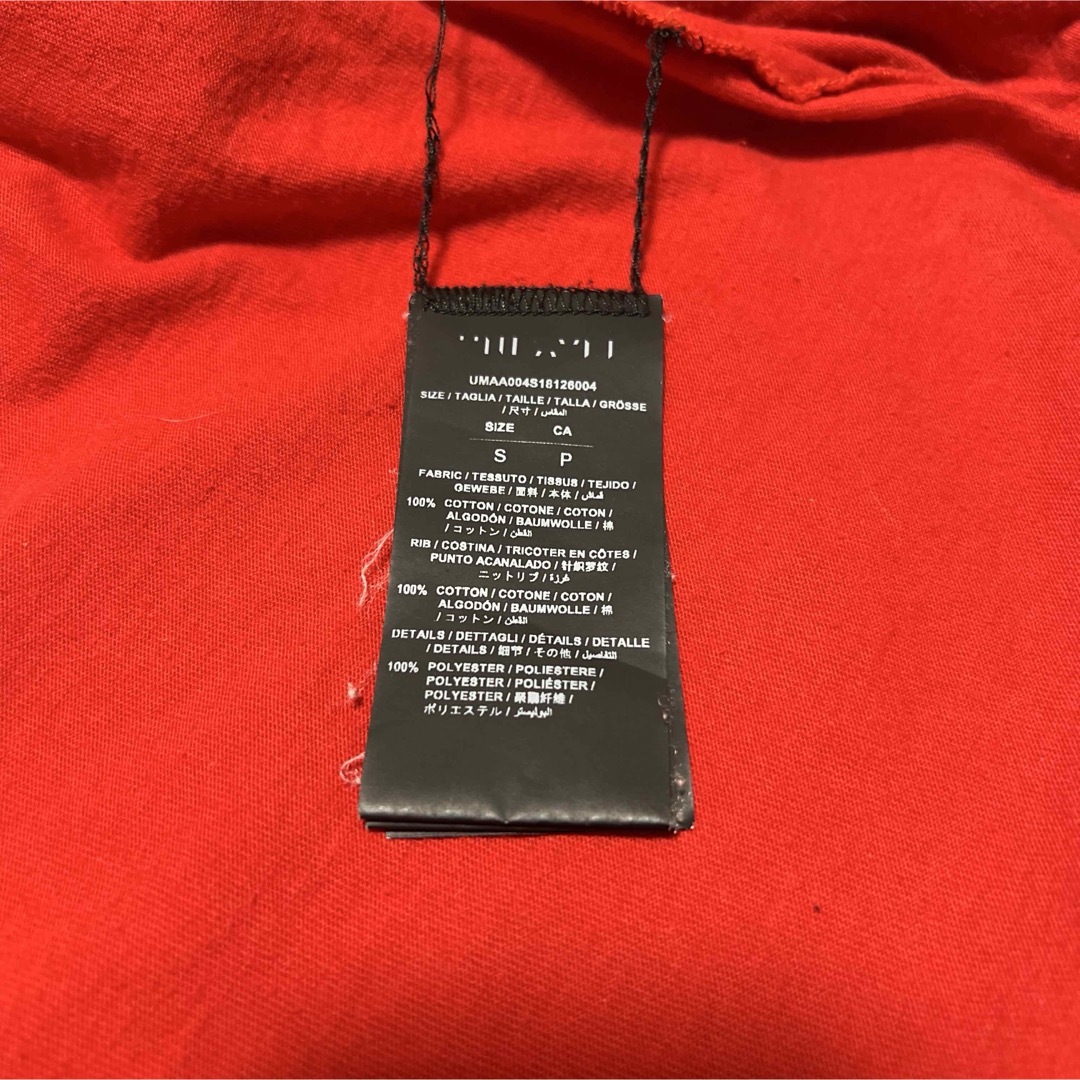 UMAA004S18126004
SIZE / TAGLIA / TAILLE / TALLA / GRÖSSE
/ 尺寸 / المقاس
SIZE CA
S P
FABRIC / TESSUTO / TISSUS / TEJIDO /
GEWEBE / 面料 / 本体 / قماش
100% COTTON / COTONE / COTON /
ALGODÓN / BAUMWOLLE / 棉
/ コットン / القطن
RIB / COSTINA / TRICOTER EN CÔTES /
PUNTO ACANALADO / 针织罗纹 /
ニットリブ / غرزة
100% COTTON / COTONE / COTON /
ALGODÓN / BAUMWOLLE / 棉
/ コットン / القطن
DETAILS / DETTAGLI / DÉTAILS / DETALLE
/ DETAILS / 细节 / その他 / التفاصيل
100% POLYESTER / POLIESTERE /
POLYESTER / POLIÉSTER /
POLYESTER / 聚酯纤维 /
ポリエステル / البوليستر